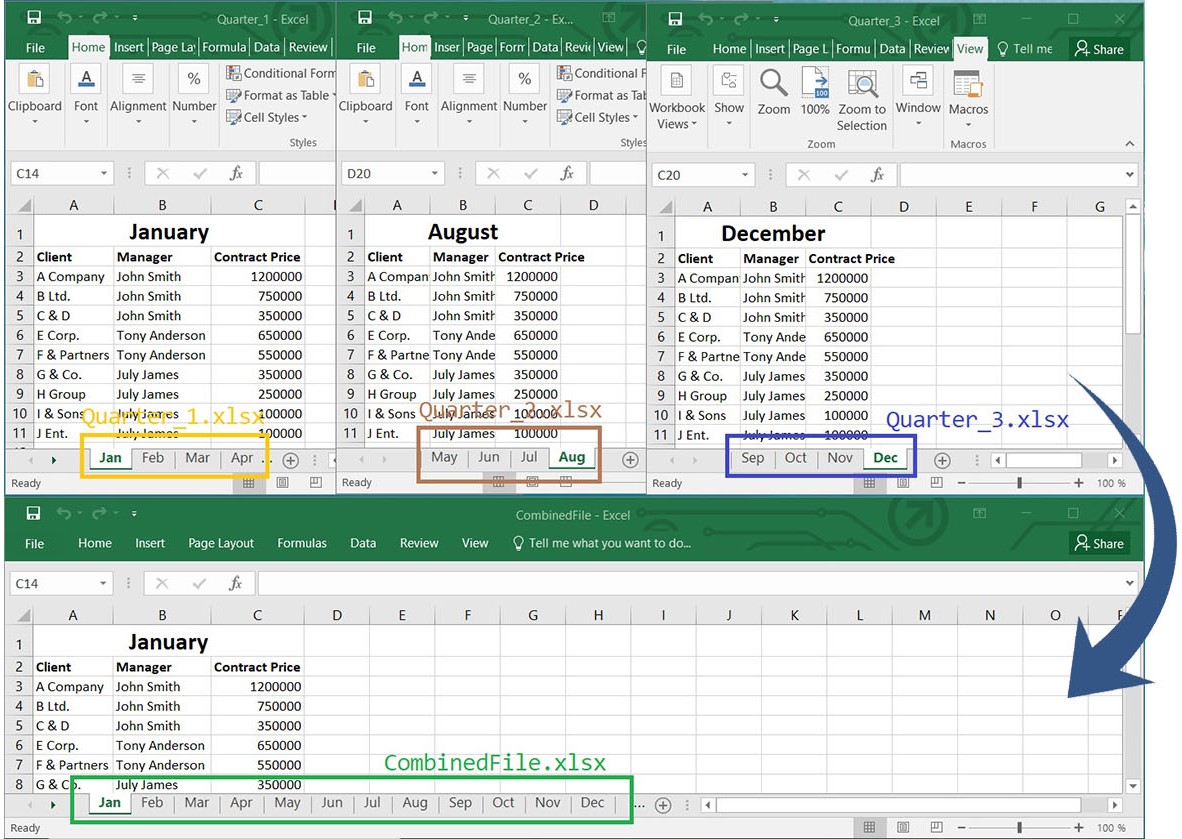 Quarter_1 - Excel
File Home Insert Page La Formula Data Review
Clipboard Font Alignment Number
Conditional Form
Format as Table
Cell Styles
Styles
C14 fx
A B C
1 January
2 Client Manager Contract Price
3 A Company John Smith 1200000
4 B Ltd. John Smith 750000
5 C & D John Smith 350000
6 E Corp. Tony Anderson 650000
7 F & Partners Tony Anderson 550000
8 G & Co. July James 350000
9 H Group July James 250000
10 I & Sons July James 100000
11 J Ent. July James 100000
Quarter_1.xlsx
Jan Feb Mar Apr ...
Ready
Quarter_2 - Ex...
File Hom Inser Page Forr Data Revi View
Clipboard Font Alignment Number
Conditional F
Format as Tab
Cell Styles
Styles
D20 fx
A B C D
1 August
2 Client Manager Contract Price
3 A Compan John Smith 1200000
4 B Ltd. John Smith 750000
5 C & D John Smith 350000
6 E Corp. Tony Ande 650000
7 F & Partne Tony Ande 550000
8 G & Co. July James 350000
9 H Group July James 250000
10 I & Sons July James 100000
11 J Ent. July James 100000
Quarter_2.xlsx
May Jun Jul Aug
Ready
Quarter_3 - Excel
File Home Insert Page L Formu Data Review View Tell me Share
Workbook Views Show Zoom 100% Zoom to Selection Window Macros
Zoom Macros
C20 fx
A B C D E F G
1 December
2 Client Manager Contract Price
3 A Compan John Smith 1200000
4 B Ltd. John Smith 750000
5 C & D John Smith 350000
6 E Corp. Tony Ande 650000
7 F & Partne Tony Ande 550000
8 G & Co. July James 350000
9 H Group July James 250000
10 I & Sons July James 100000
11 J Ent. July James 100000
Quarter_3.xlsx
Sep Oct Nov Dec
Ready 100 %
CombinedFile - Excel
File Home Insert Page Layout Formulas Data Review View Tell me what you want to do... Share
C14 fx
A B C D E F G H I J K L M N O
1 January
2 Client Manager Contract Price
3 A Company John Smith 1200000
4 B Ltd. John Smith 750000
5 C & D John Smith 350000
6 E Corp. Tony Anderson 650000
7 F & Partners Tony Anderson 550000
CombinedFile.xlsx
8 G & Co. July James 350000
Jan Feb Mar Apr May Jun Jul Aug Sep Oct Nov Dec ...
Ready 100 %